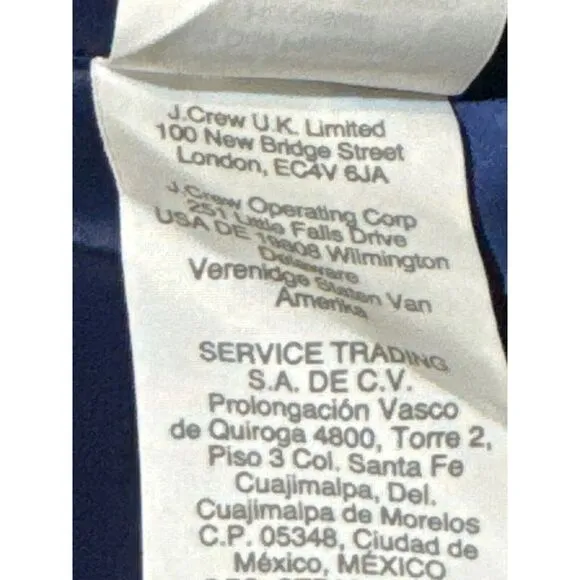 J.Crew U.K. Limited
100 New Bridge Street
London, EC4V 6JA
J.Crew Operating Corp
251 Little Falls Drive
USA DE 19808 Wilmington
Delaware
Verenidge Staten Van
Amerika
SERVICE TRADING
S.A. DE C.V.
Prolongación Vasco
de Quiroga 4800, Torre 2,
Piso 3 Col. Santa Fe
Cuajimalpa, Del.
Cuajimalpa de Morelos
C.P. 05348, Ciudad de
México, MÉXICO